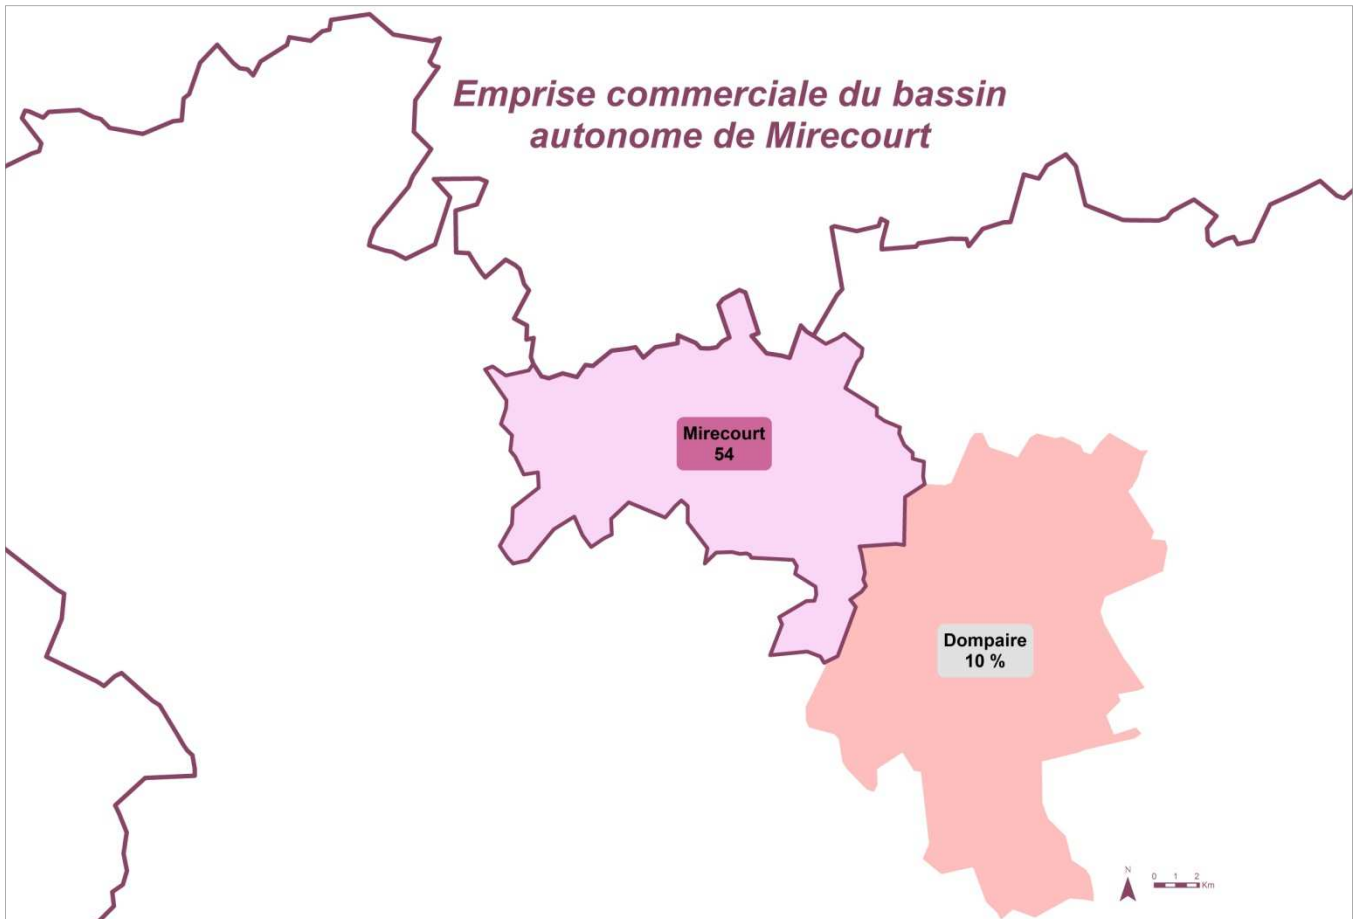 Emprise commerciale du bassin
autonome de Mirecourt
Mirecourt
54
Dompaire
10 %
N
0 1 2
Km